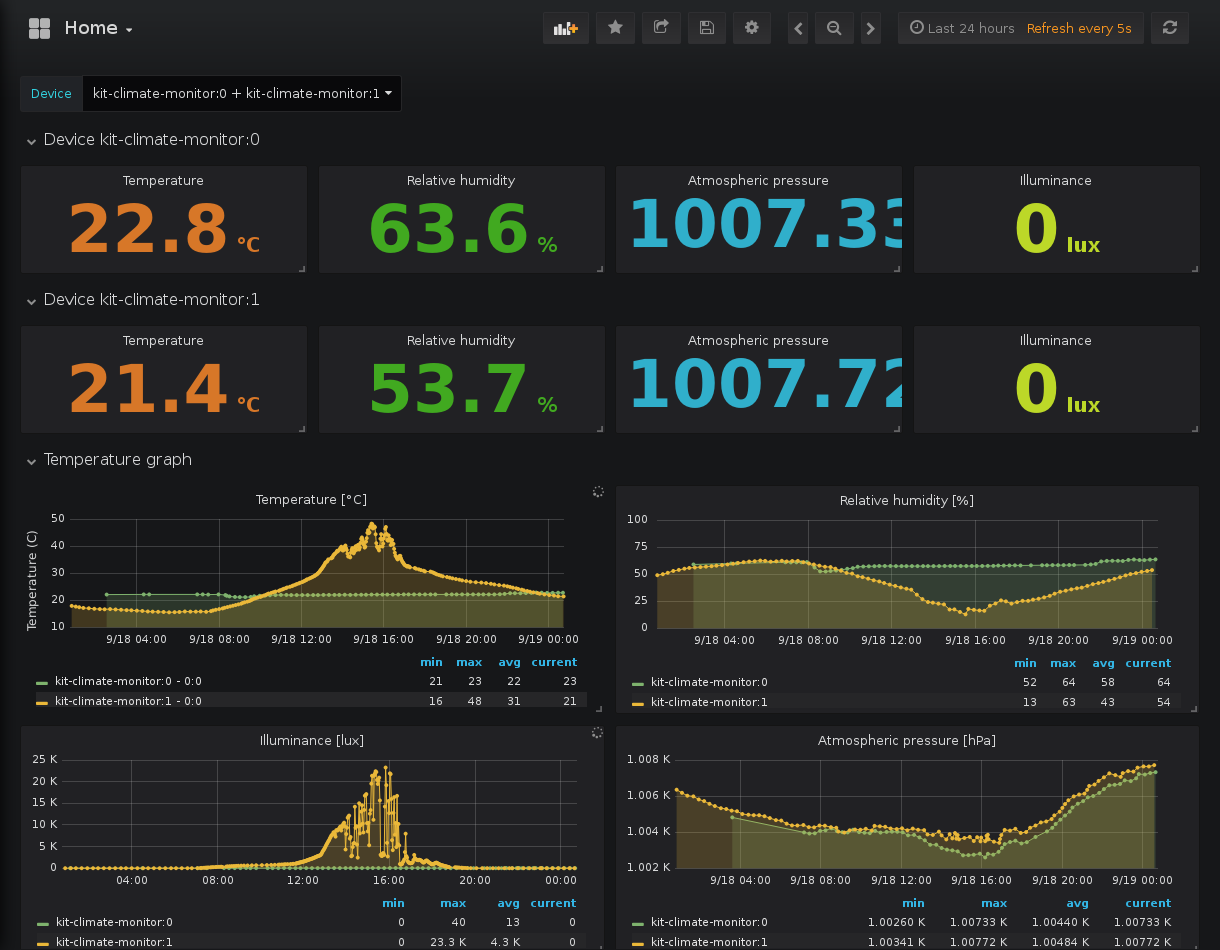 Home
Last 24 hours Refresh every 5s
Device kit-climate-monitor:0 + kit-climate-monitor:1
Device kit-climate-monitor:0
Temperature Relative humidity Atmospheric pressure Illuminance
22.8 °C 63.6 % 1007.33 0 lux
Device kit-climate-monitor:1
Temperature Relative humidity Atmospheric pressure Illuminance
21.4 °C 53.7 % 1007.72 0 lux
Temperature graph
Temperature [°C]
Temperature (C)
50
40
30
20
10
9/18 04:00 9/18 08:00 9/18 12:00 9/18 16:00 9/18 20:00 9/19 00:00
min max avg current
kit-climate-monitor:0 - 0:0 21 23 22 23
kit-climate-monitor:1 - 0:0 16 48 31 21
Relative humidity [%]
100
75
50
25
0
9/18 04:00 9/18 08:00 9/18 12:00 9/18 16:00 9/18 20:00 9/19 00:00
min max avg current
kit-climate-monitor:0 52 64 58 64
kit-climate-monitor:1 13 63 43 54
Illuminance [lux]
25 K
20 K
15 K
10 K
5 K
0
04:00 08:00 12:00 16:00 20:00 00:00
min max avg current
kit-climate-monitor:0 0 40 13 0
kit-climate-monitor:1 0 23.3 K 4.3 K 0
Atmospheric pressure [hPa]
1.008 K
1.006 K
1.004 K
1.002 K
9/18 04:00 9/18 08:00 9/18 12:00 9/18 16:00 9/18 20:00 9/19 00:00
min max avg current
kit-climate-monitor:0 1.00260 K 1.00733 K 1.00440 K 1.00733 K
kit-climate-monitor:1 1.00341 K 1.00772 K 1.00484 K 1.00772 K